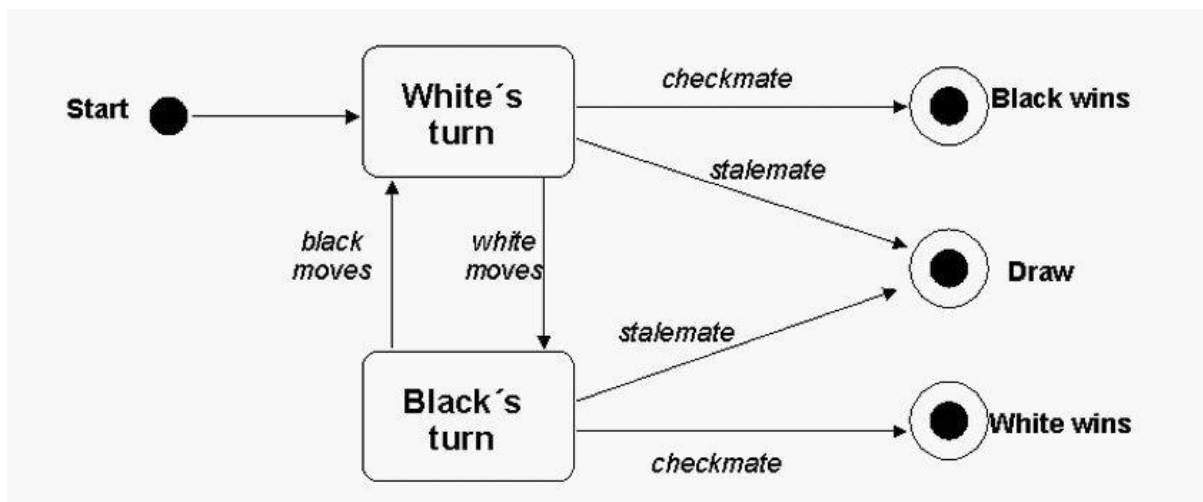 Start
White´s
turn
checkmate
Black wins
stalemate
black
moves
white
moves
Draw
stalemate
Black´s
turn
White wins
checkmate